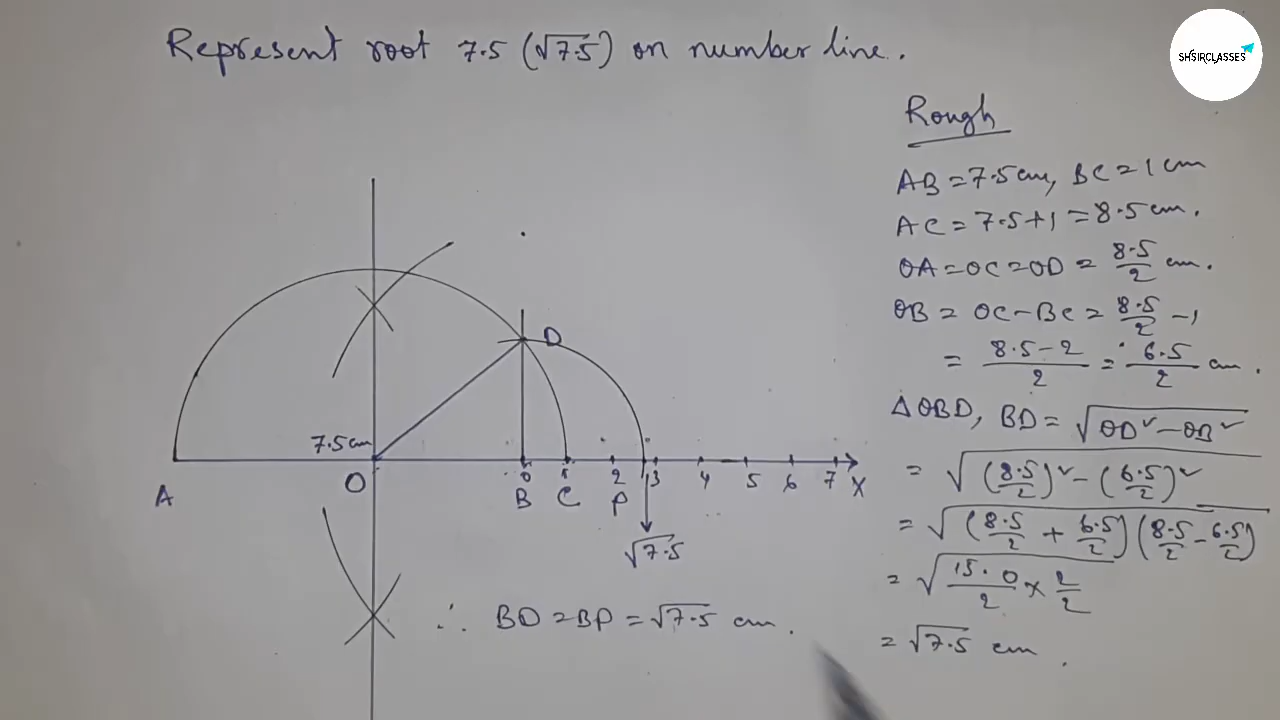 Represent root 7.5 (√7.5) on number line.
SHSIRCLASSES
Rough
AB = 7.5 cm, BC = 1 cm
AC = 7.5 + 1 = 8.5 cm.
OA = OC = OD = 8.5/2 cm.
OB = OC - BC = 8.5/2 - 1
= (8.5 - 2)/2 = 6.5/2 cm.
△OBD, BD = √(OD² - OB²)
= √((8.5/2)² - (6.5/2)²)
= √((8.5/2 + 6.5/2)(8.5/2 - 6.5/2))
= √(15.0/2 × 2/2)
= √7.5 cm.
D
7.5 cm
A O 0 1 2 3 4 5 6 7 X
B C P
√7.5
∴ BD = BP = √7.5 cm.